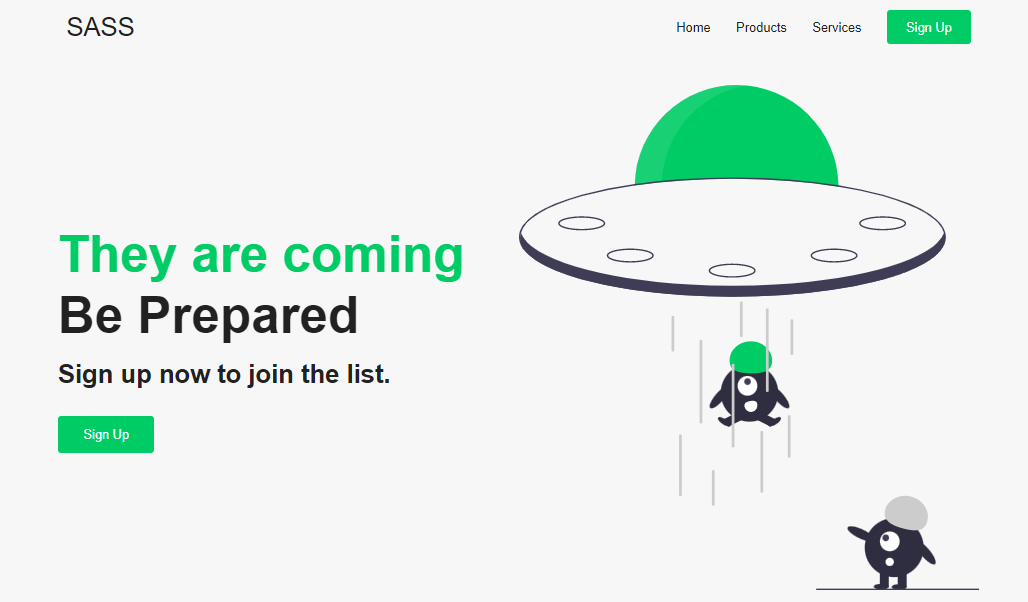 SASS
Home
Products
Services
Sign Up
They are coming
Be Prepared
Sign up now to join the list.
Sign Up